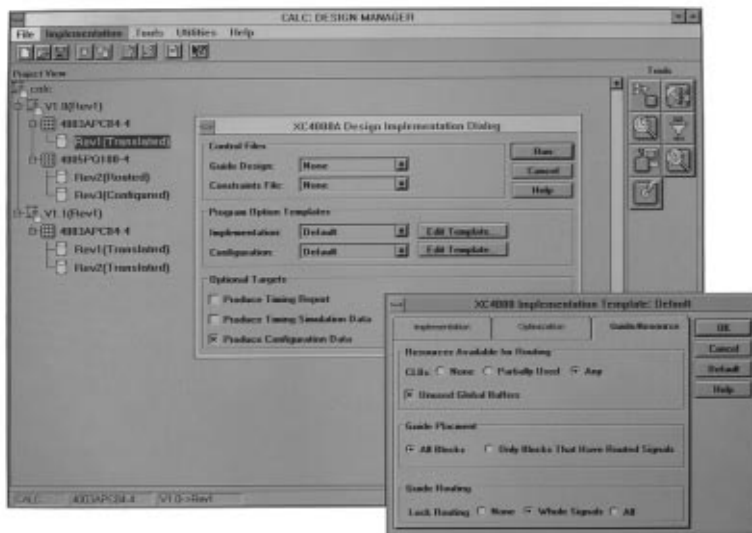 CALC: DESIGN MANAGER
File Implementation Tools Utilities Help
Project View
Tools
calc
V1.0(Rev1)
4003APC84-4
Rev1(Translated)
4005PQ100-4
Rev2(Routed)
Rev3(Configured)
V1.1(Rev1)
4003APC84-4
Rev1(Translated)
Rev2(Translated)
XC4000A Design Implementation Dialog
Control Files
Guide Design: None
Constraints File: None
Run
Cancel
Help
Program Option Templates
Implementation: Default Edit Template...
Configuration: Default Edit Template...
Optional Targets
Produce Timing Report
Produce Timing Simulation Data
Produce Configuration Data
XC4000 Implementation Template: Default
Implementation Optimization Guide/Resource
OK
Cancel
Default
Help
Resources Available for Routing
CLBs: None Partially Used Any
Unused Global Buffers
Guide Placement
All Blocks Only Blocks That Have Routed Signals
Guide Routing
Lock Routing None Whole Signals All
CALC 4003APC84-4 V1.0->Rev1